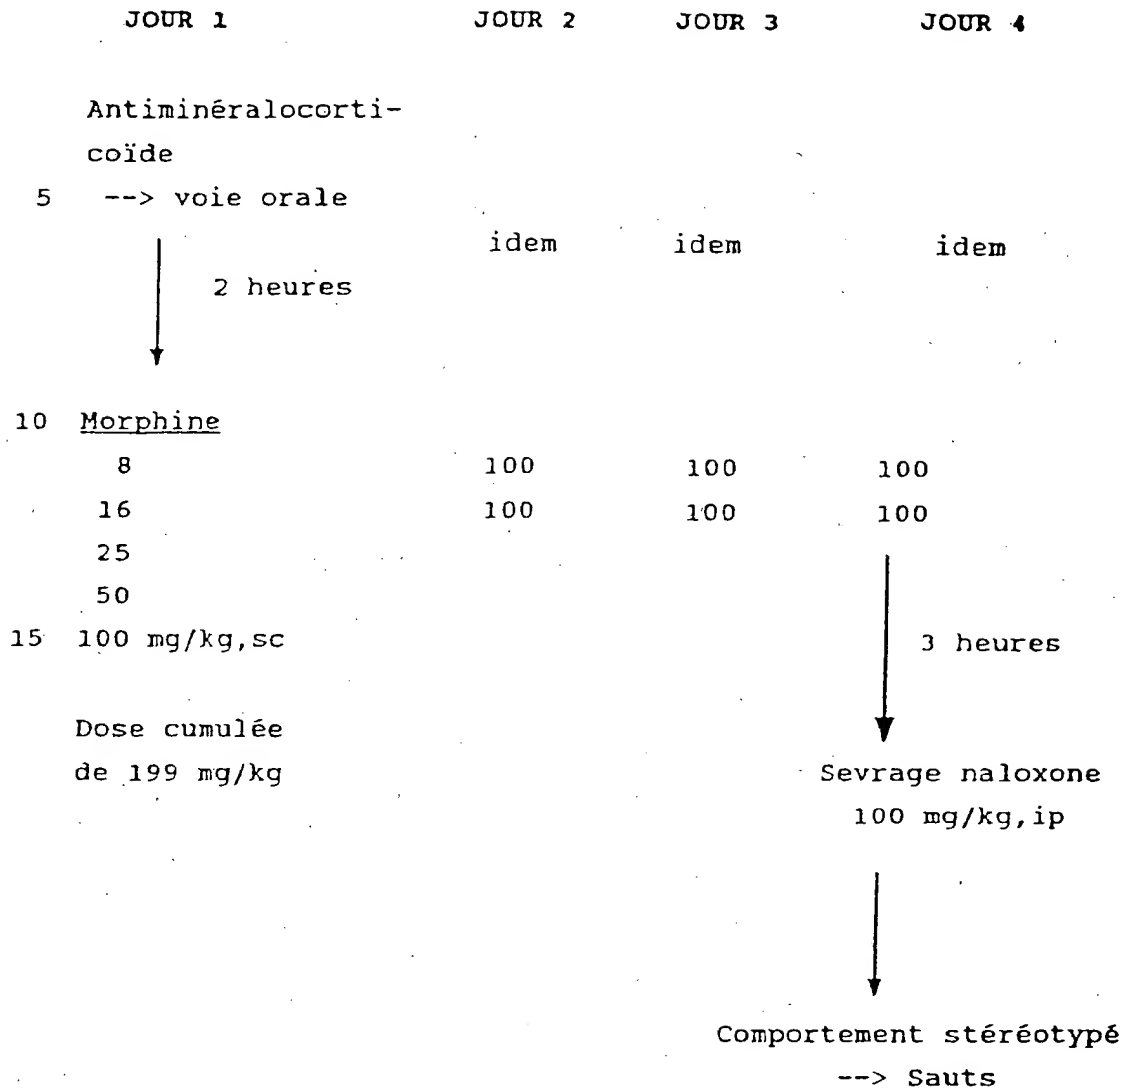 JOUR 1 JOUR 2 JOUR 3 JOUR 4
Antiminéralocorti-
coïde
5 --> voie orale
idem idem idem
2 heures
10 Morphine
8 100 100 100
16 100 100 100
25
50
15 100 mg/kg,sc 3 heures
Dose cumulée
de 199 mg/kg Sevrage naloxone
100 mg/kg,ip
Comportement stéréotypé
--> Sauts